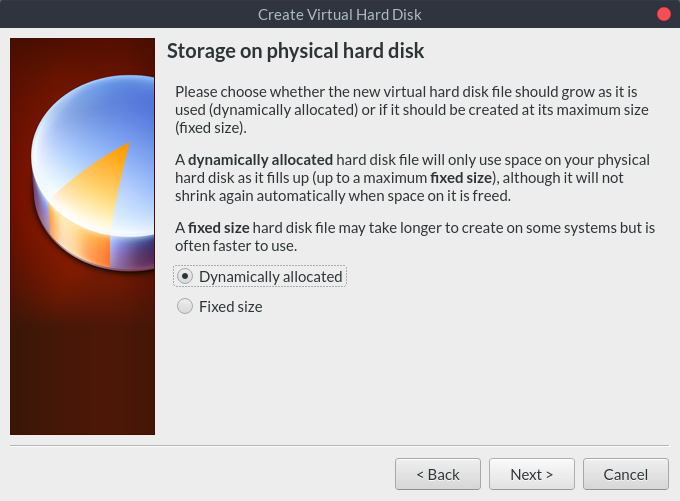 Create Virtual Hard Disk
Storage on physical hard disk
Please choose whether the new virtual hard disk file should grow as it is
used (dynamically allocated) or if it should be created at its maximum size
(fixed size).
A dynamically allocated hard disk file will only use space on your physical
hard disk as it fills up (up to a maximum fixed size), although it will not
shrink again automatically when space on it is freed.
A fixed size hard disk file may take longer to create on some systems but is
often faster to use.
Dynamically allocated
Fixed size
< Back
Next >
Cancel